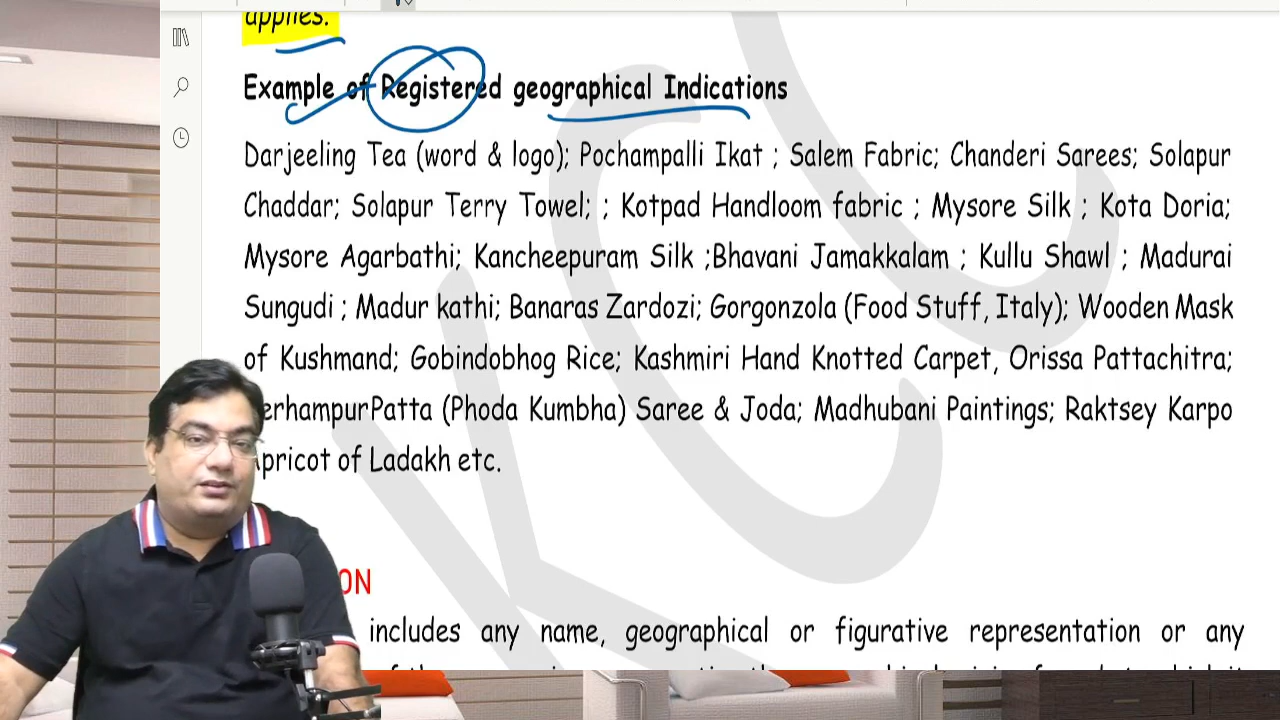 applies.
Example of Registered geographical Indications
Darjeeling Tea (word & logo); Pochampalli Ikat ; Salem Fabric; Chanderi Sarees; Solapur
Chaddar; Solapur Terry Towel; ; Kotpad Handloom fabric ; Mysore Silk ; Kota Doria;
Mysore Agarbathi; Kancheepuram Silk ;Bhavani Jamakkalam ; Kullu Shawl ; Madurai
Sungudi ; Madur kathi; Banaras Zardozi; Gorgonzola (Food Stuff, Italy); Wooden Mask
of Kushmand; Gobindobhog Rice; Kashmiri Hand Knotted Carpet, Orissa Pattachitra;
erhampurPatta (Phoda Kumbha) Saree & Joda; Madhubani Paintings; Raktsey Karpo
pricot of Ladakh etc.
ON
includes any name, geographical or figurative representation or any